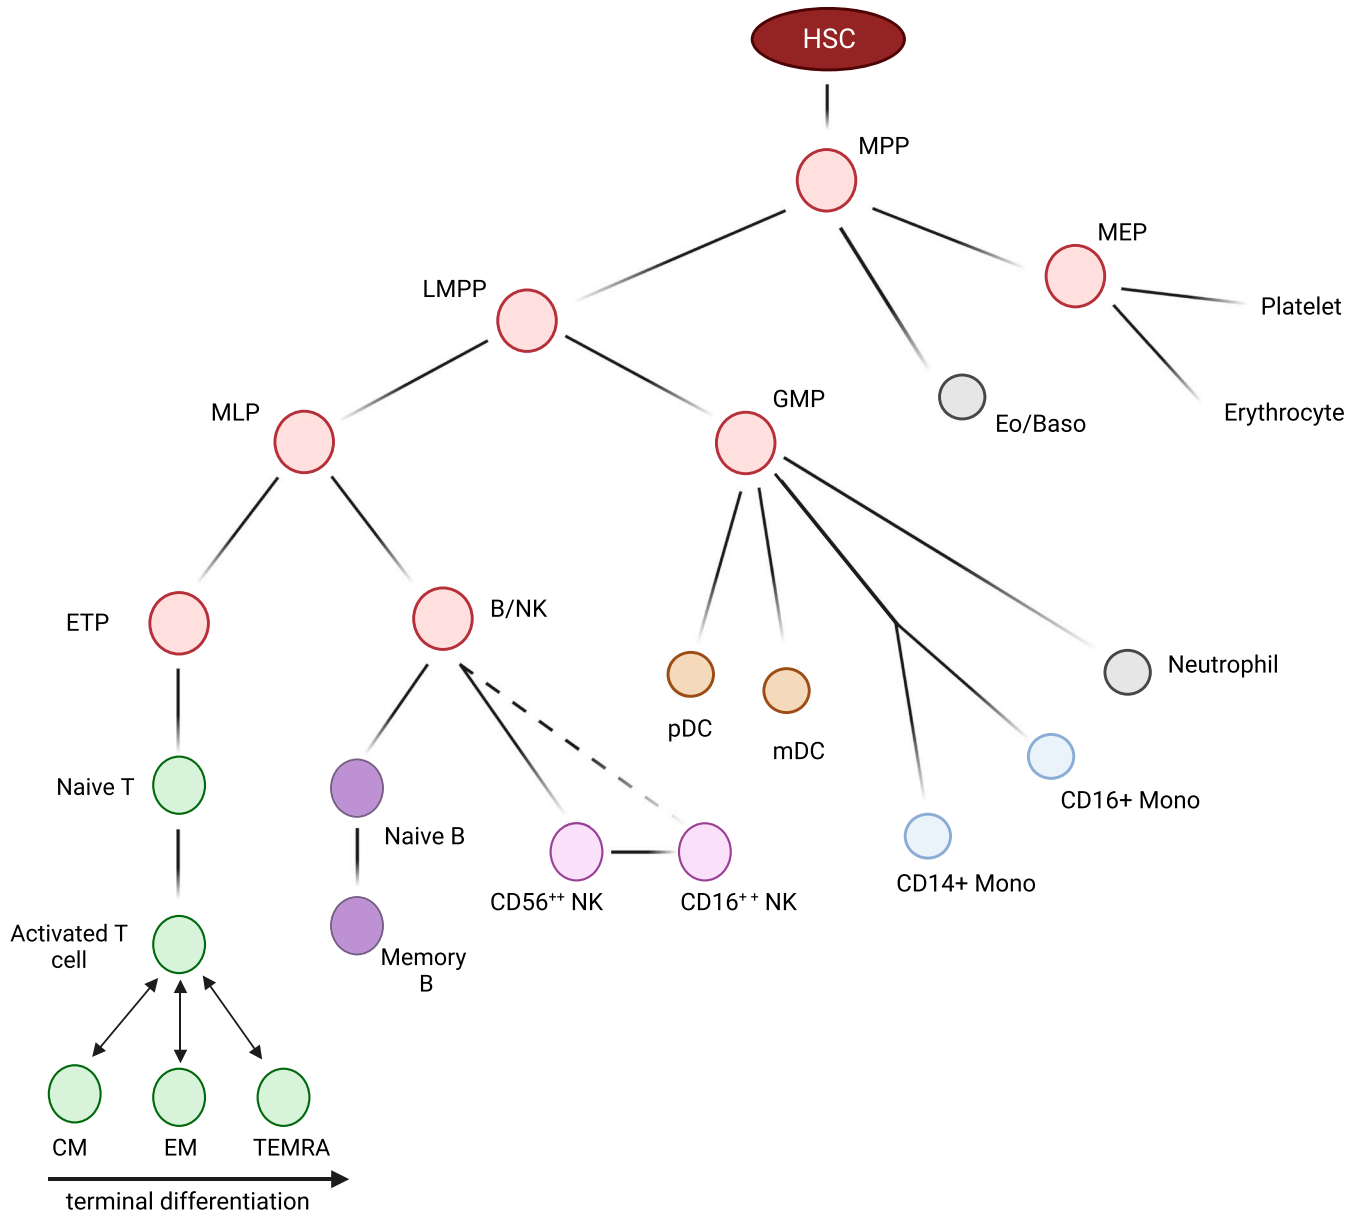 HSC
MPP
MEP
LMPP
Platelet
GMP
MLP
Erythrocyte
Eo/Baso
B/NK
ETP
Neutrophil
pDC
mDC
Naive T
CD16+ Mono
Naive B
CD14+ Mono
CD56⁺⁺ NK
CD16⁺⁺ NK
Activated T
cell
Memory
B
CM
EM
TEMRA
terminal differentiation